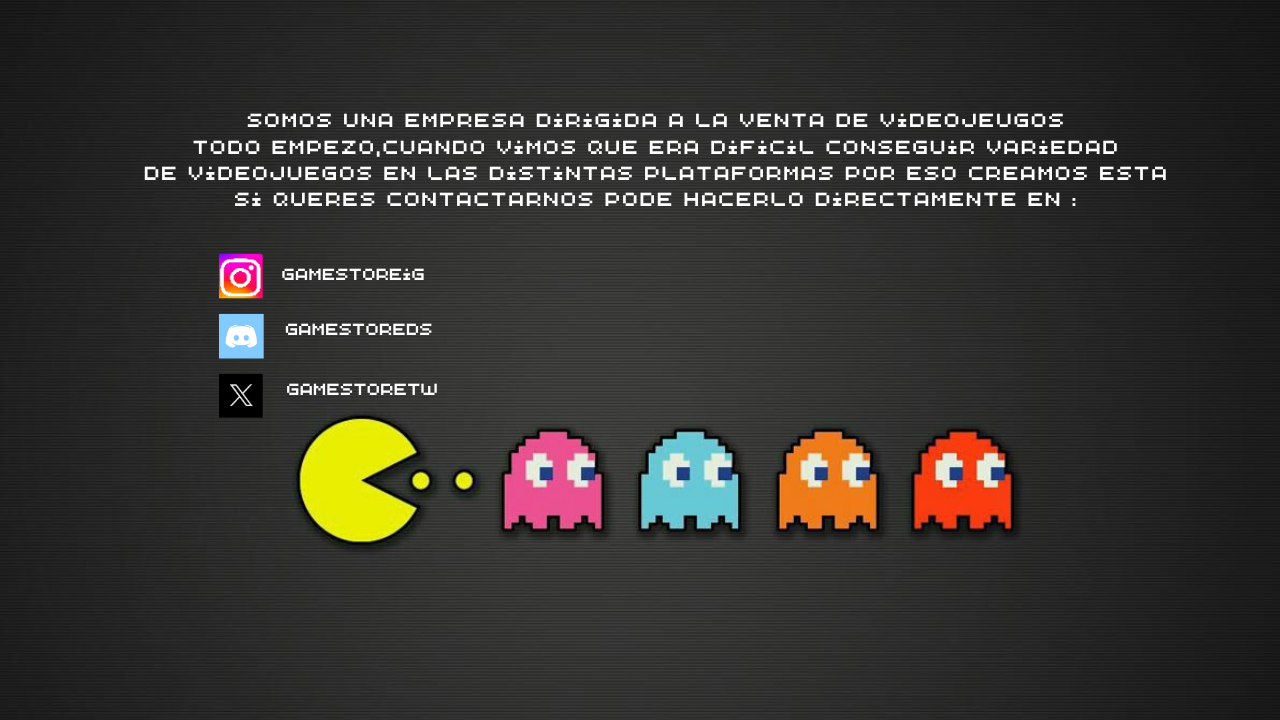 SOMOS UNA EMPRESA DIRIGIDA A LA VENTA DE VIDEOJEUGOS
TODO EMPEZO,CUANDO VIMOS QUE ERA DIFICIL CONSEGUIR VARIEDAD
DE VIDEOJUEGOS EN LAS DISTINTAS PLATAFORMAS POR ESO CREAMOS ESTA
SI QUERES CONTACTARNOS PODE HACERLO DIRECTAMENTE EN :
GAMESTOREIG
GAMESTOREDS
GAMESTORETW